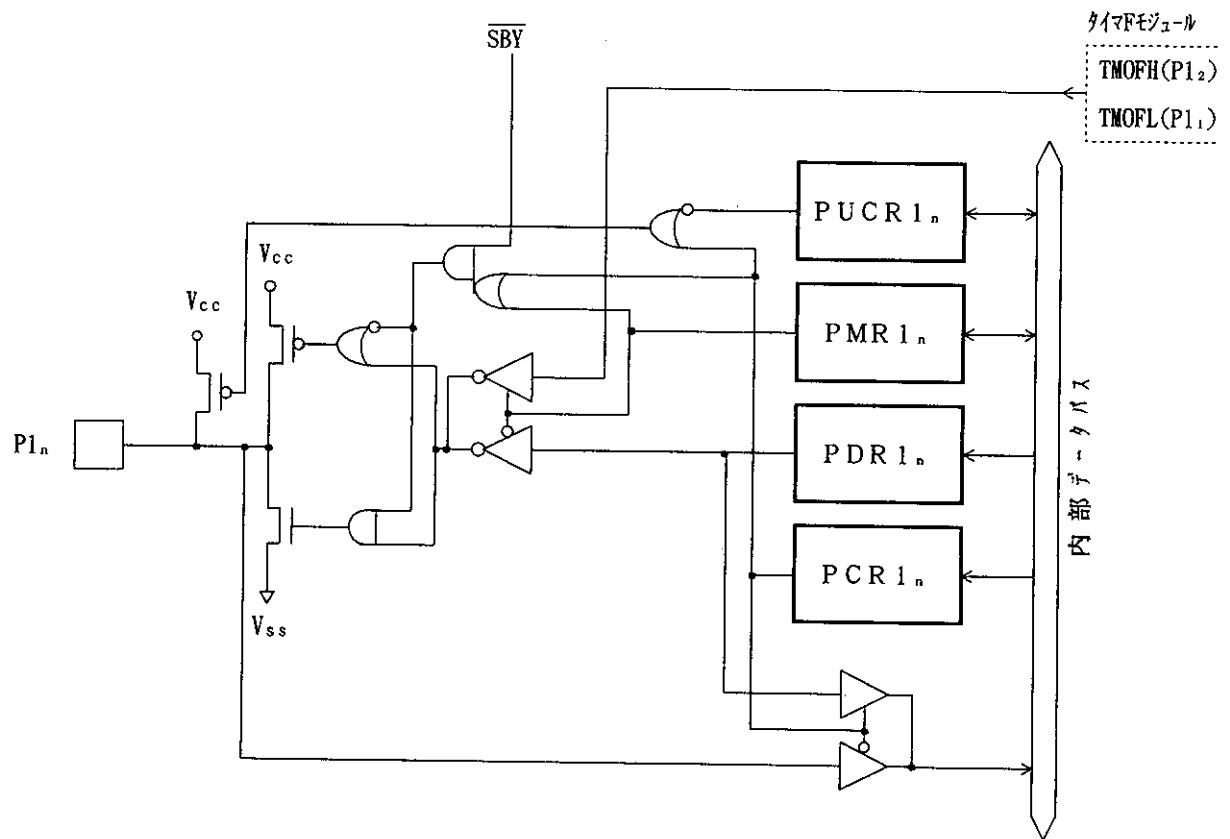 タイマFモジュール
SBY
TMOFH(P1₂)
TMOFL(P1₁)
PUCR1ₙ
Vcc
Vcc
PMR1ₙ
P1ₙ
PDR1ₙ
内部データバス
PCR1ₙ
Vss